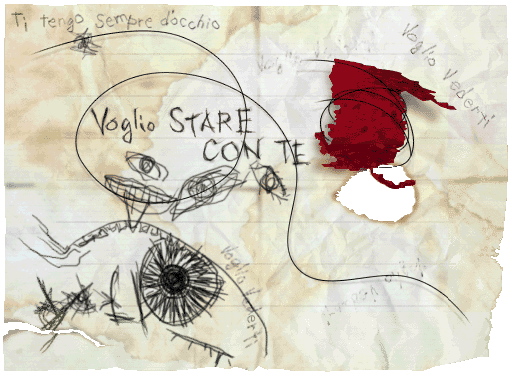 Ti tengo sempre d'occhio
Voglio Vederti
Voglio STARE
CON TE
Voglio Vederti